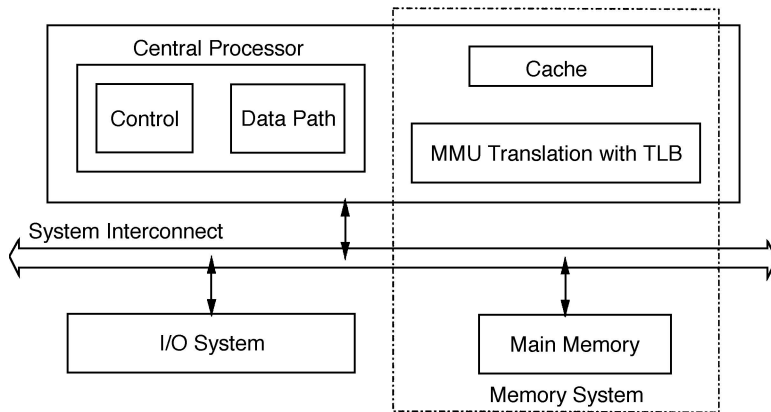 Central Processor
Cache
Control
Data Path
MMU Translation with TLB
System Interconnect
I/O System
Main Memory
Memory System